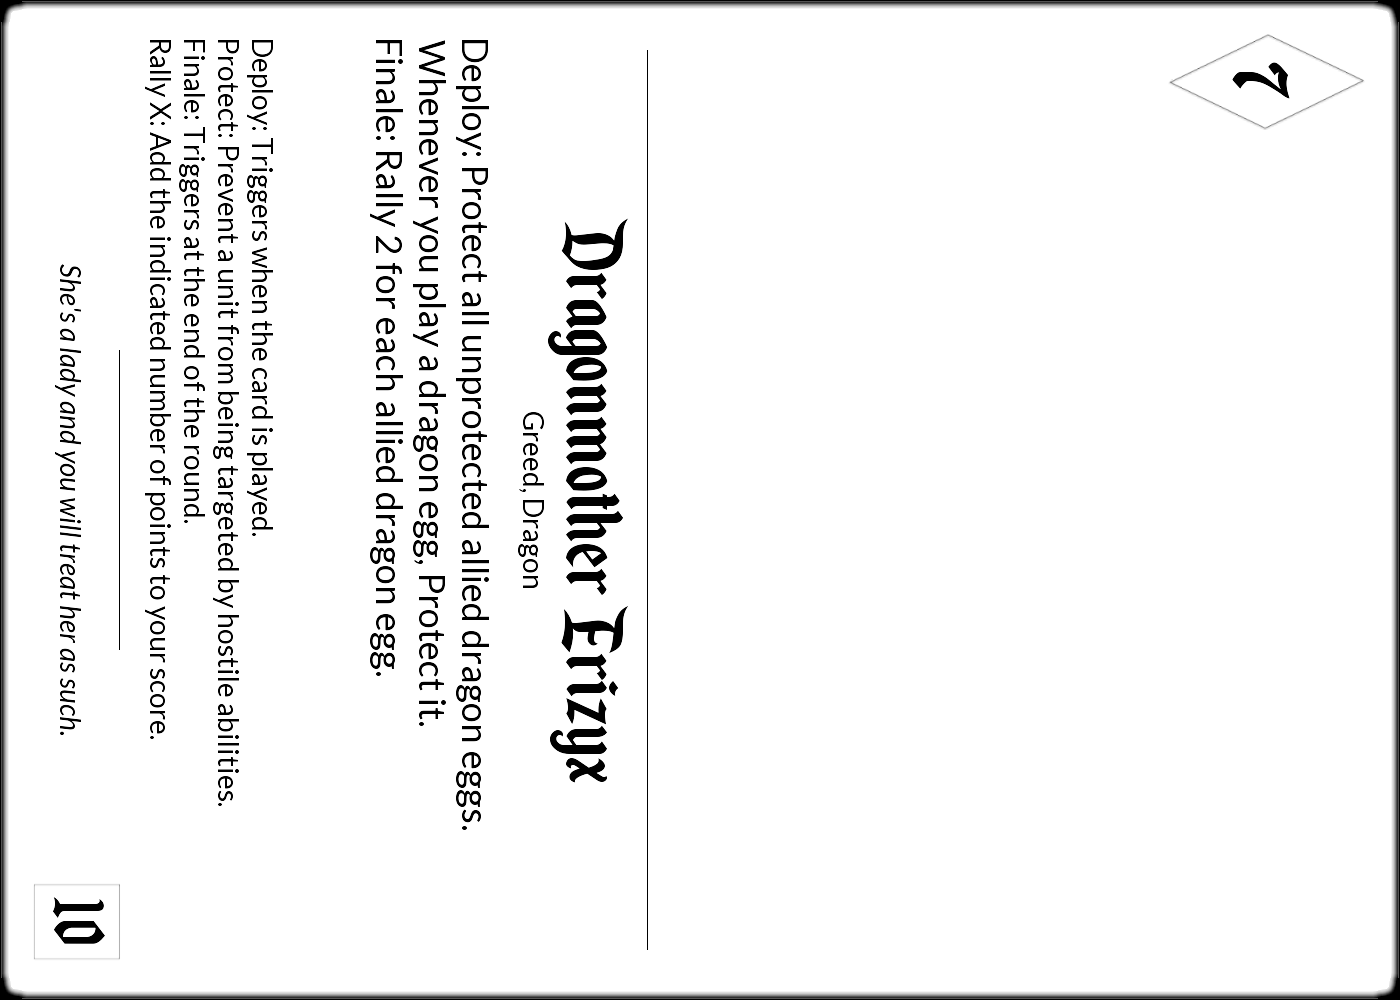 7
Dragonmother Erizyx
Greed, Dragon
Deploy: Protect all unprotected allied dragon eggs.
Whenever you play a dragon egg, Protect it.
Finale: Rally 2 for each allied dragon egg.
Deploy: Triggers when the card is played.
Protect: Prevent a unit from being targeted by hostile abilities.
Finale: Triggers at the end of the round.
Rally X: Add the indicated number of points to your score.
She's a lady and you will treat her as such.
10